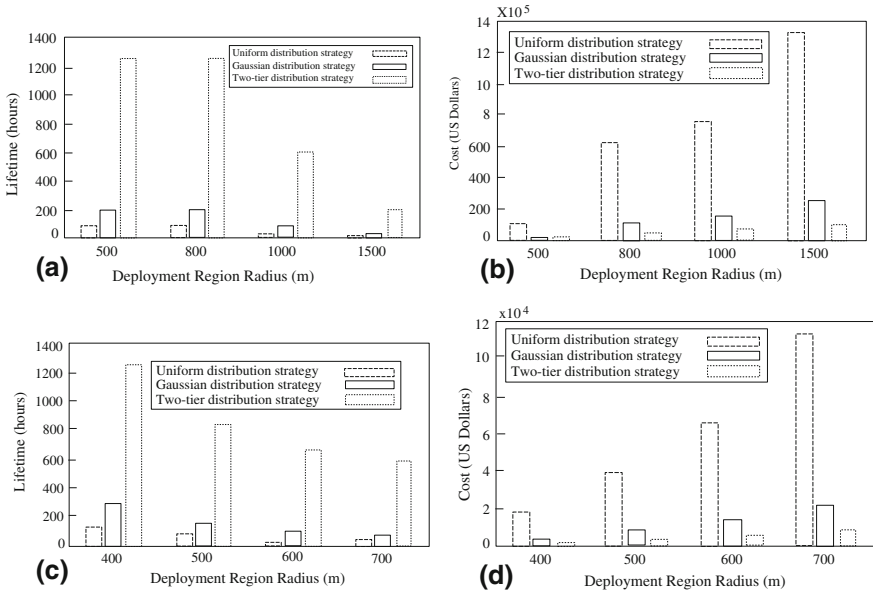 1400
1200
1000
800
600
400
200
0
Lifetime (hours)
Uniform distribution strategy
Gaussian distribution strategy
Two-tier distribution strategy
500 800 1000 1500
Deployment Region Radius (m)
(a)
X10⁵
14
12
10
8
6
400
200
0
Cost (US Dollars)
Uniform distribution strategy
Gaussian distribution strategy
Two-tier distribution strategy
500 800 1000 1500
Deployment Region Radius (m)
(b)
1400
1200
1000
800
600
400
200
0
Lifetime (hours)
Uniform distribution strategy
Gaussian distribution strategy
Two-tier distribution strategy
400 500 600 700
Deployment Region Radius (m)
(c)
x10⁴
12
10
8
6
4
2
0
Cost (US Dollars)
Uniform distribution strategy
Gaussian distribution strategy
Two-tier distribution strategy
400 500 600 700
Deployment Region Radius (m)
(d)